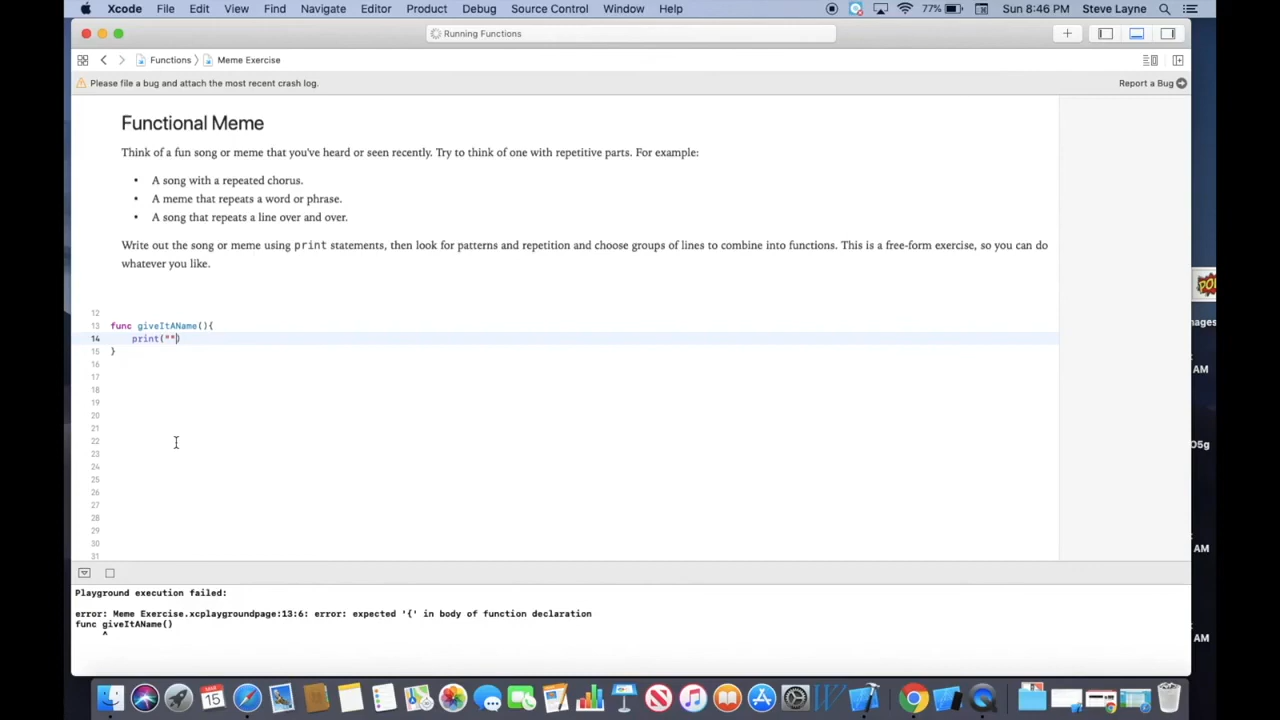 Xcode File Edit View Find Navigate Editor Product Debug Source Control Window Help 77% Sun 8:46 PM Steve Layne
Running Functions
Functions Meme Exercise
Please file a bug and attach the most recent crash log. Report a Bug
Functional Meme
Think of a fun song or meme that you've heard or seen recently. Try to think of one with repetitive parts. For example:
• A song with a repeated chorus.
• A meme that repeats a word or phrase.
• A song that repeats a line over and over.
Write out the song or meme using print statements, then look for patterns and repetition and choose groups of lines to combine into functions. This is a free-form exercise, so you can do
whatever you like.
12
13 func giveItAName(){
14 print("")
15 }
16
17
18
19
20
21
22
23
24
25
26
27
28
29
30
31
nages
AM
O5g
AM
AM
Playground execution failed:
error: Meme Exercise.xcplaygroundpage:13:6: error: expected '{' in body of function declaration
func giveItAName()
^
MAR
15